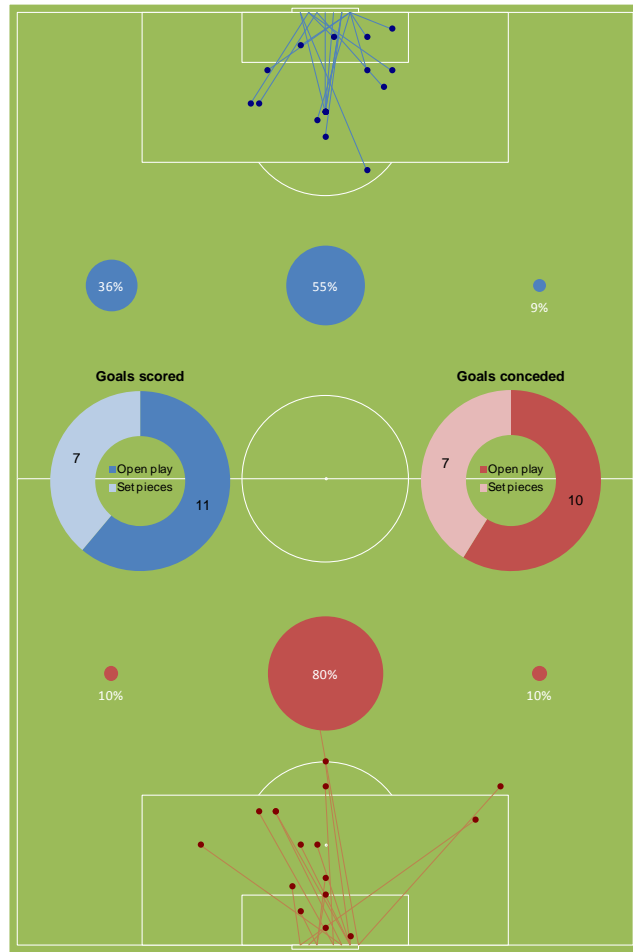 36%
55%
9%
Goals scored
Goals conceded
7
Open play
Set pieces
11
7
Open play
Set pieces
10
10%
80%
10%